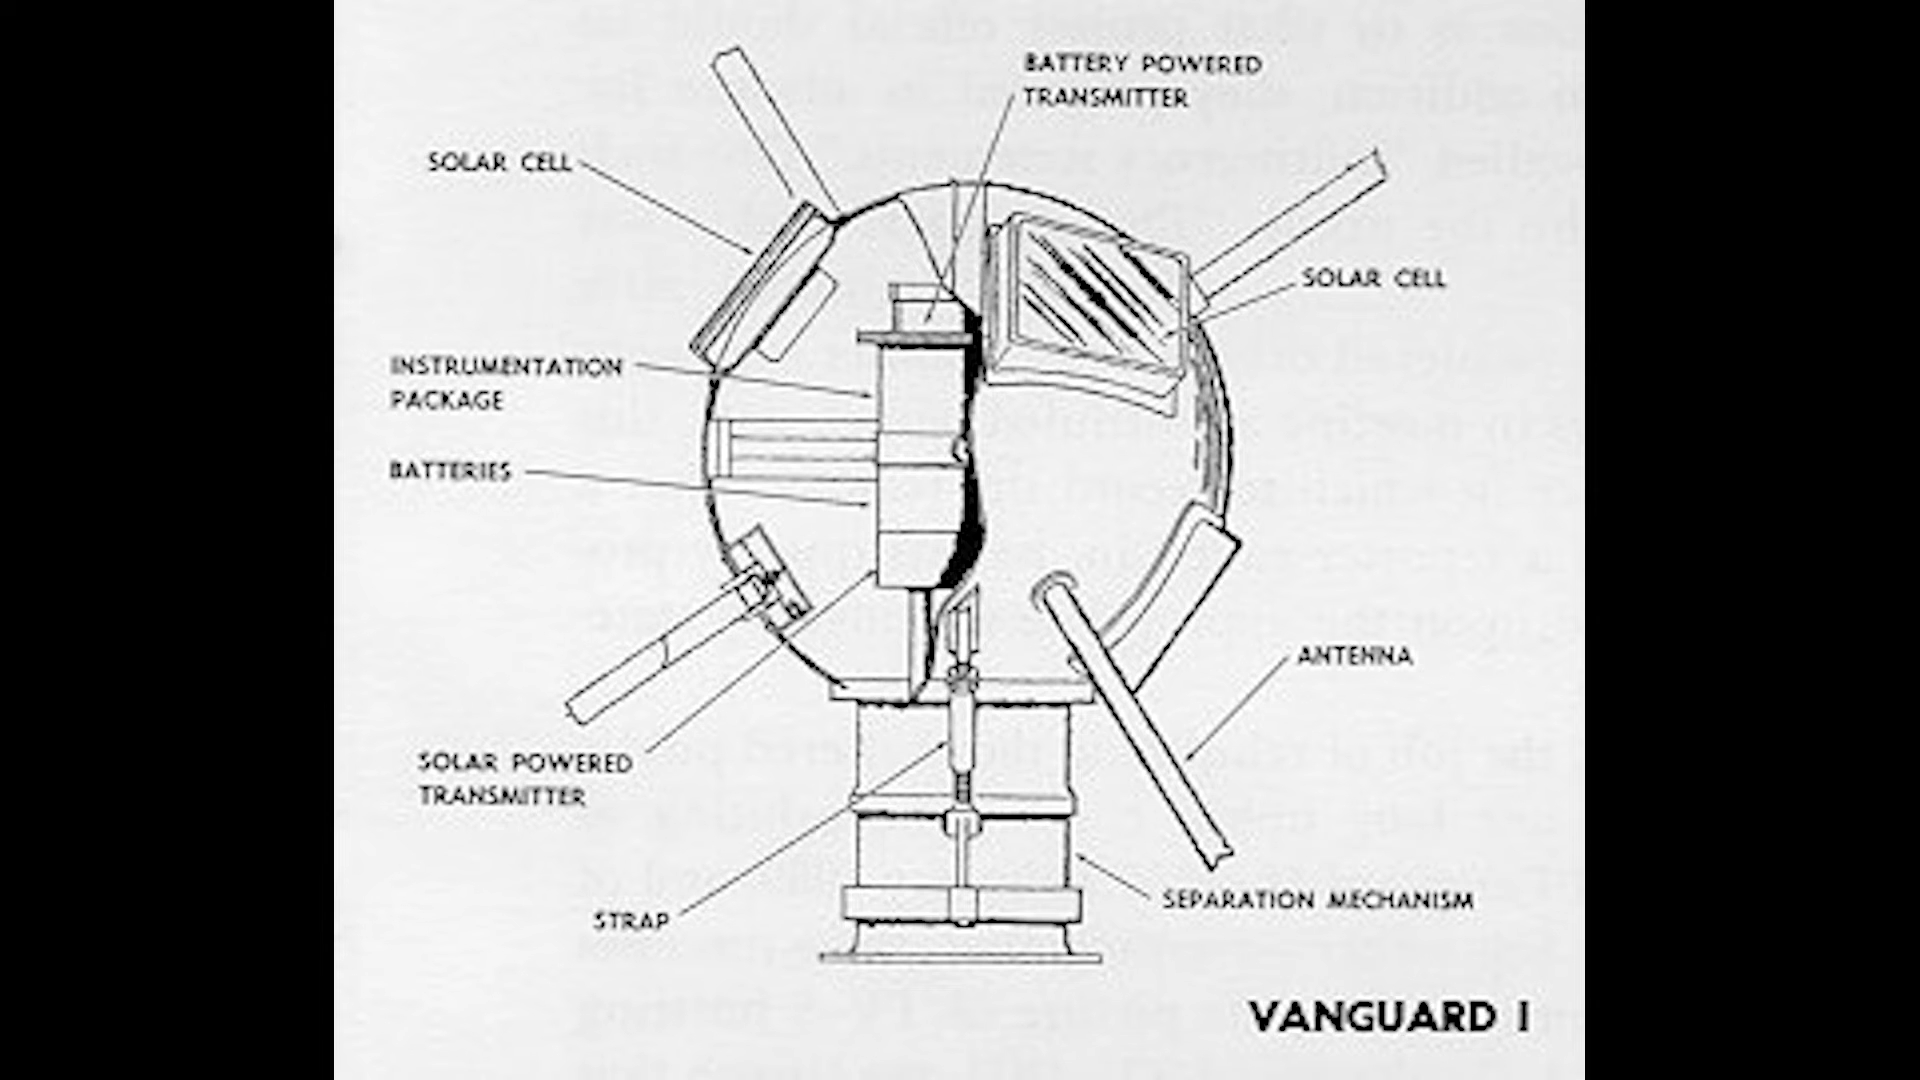 BATTERY POWERED
TRANSMITTER
SOLAR CELL
SOLAR CELL
INSTRUMENTATION
PACKAGE
BATTERIES
ANTENNA
SOLAR POWERED
TRANSMITTER
SEPARATION MECHANISM
STRAP
VANGUARD I